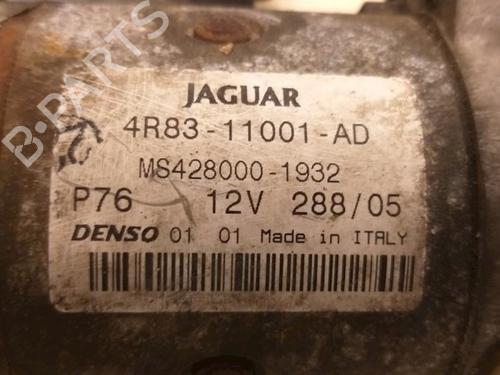 JAGUAR
4R83-11001-AD
MS428000-1932
P76 12V 288/05
DENSO 01 01 Made in ITALY
B-PARTS